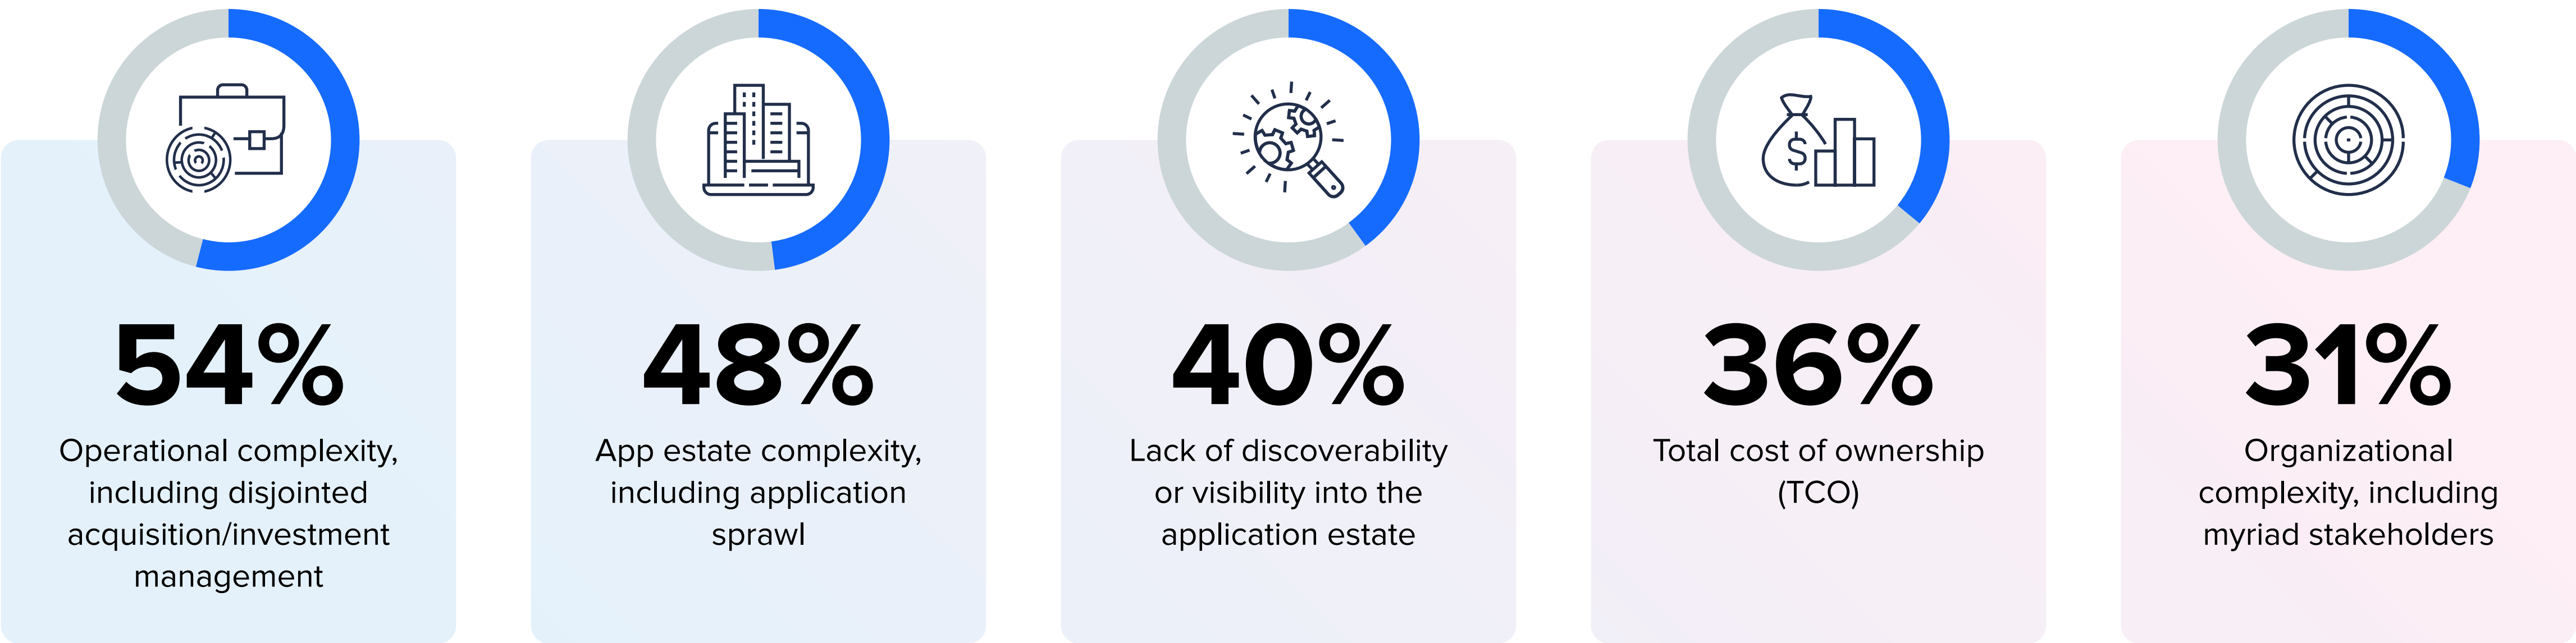 54%
Operational complexity,
including disjointed
acquisition/investment
management
48%
App estate complexity,
including application
sprawl
40%
Lack of discoverability
or visibility into the
application estate
$
36%
Total cost of ownership
(TCO)
31%
Organizational
complexity, including
myriad stakeholders